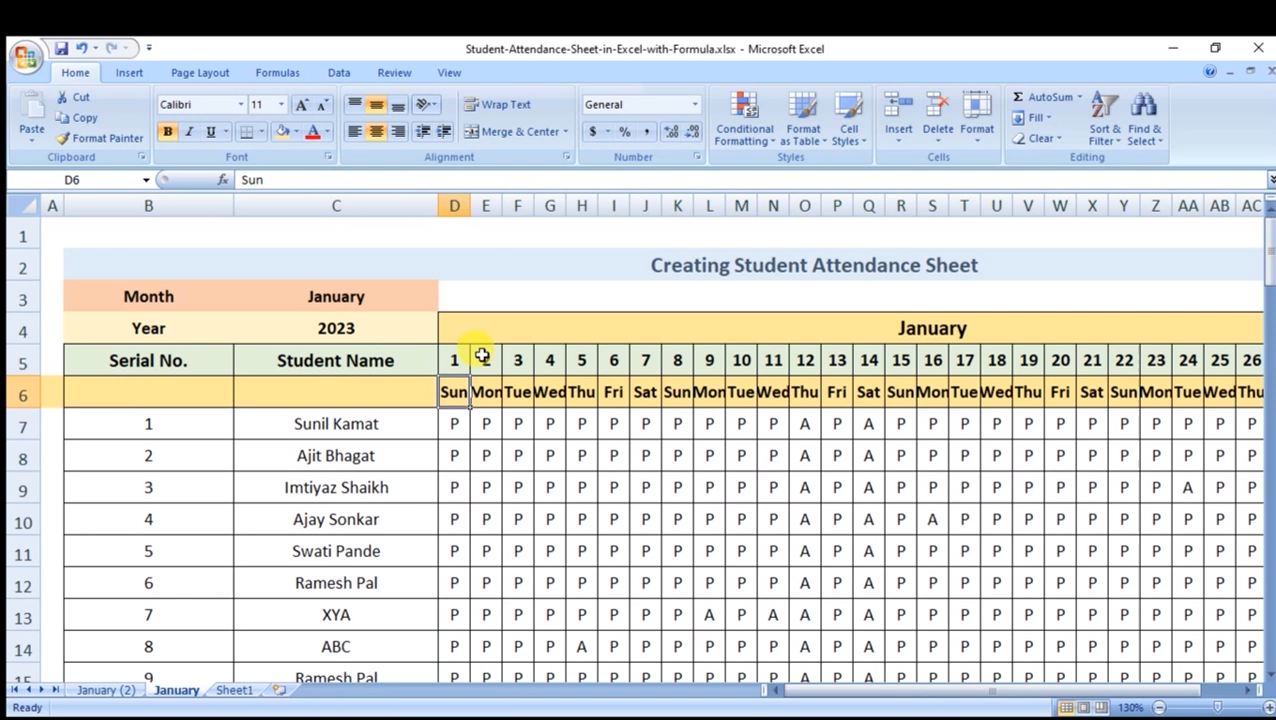 Student-Attendance-Sheet-in-Excel-with-Formula.xlsx - Microsoft Excel
Home Insert Page Layout Formulas Data Review View
Paste Cut Copy Format Painter
Calibri 11 A A
B I U A
Wrap Text
Merge & Center
General
$ % ,
Conditional Formatting Format as Table Cell Styles
Insert Delete Format
Σ AutoSum Fill Clear
Sort & Filter Find & Select
Clipboard Font Alignment Number Styles Cells Editing
D6 fx Sun
A B C D E F G H I J K L M N O P Q R S T U V W X Y Z AA AB AC
1
2 Creating Student Attendance Sheet
3 Month January
4 Year 2023 January
5 Serial No. Student Name 1 3 4 5 6 7 8 9 10 11 12 13 14 15 16 17 18 19 20 21 22 23 24 25 26
6 Sun Mon Tue Wed Thu Fri Sat Sun Mon Tue Wed Thu Fri Sat Sun Mon Tue Wed Thu Fri Sat Sun Mon Tue Wed Thu
7 1 Sunil Kamat P P P P P P P P P P P A P A P P P P P P P P P P P P
8 2 Ajit Bhagat P P P P P P P P P P P A P A P P P P P P P P P P P P
9 3 Imtiyaz Shaikh P P P P P P P P P P P A P A P P P P P P P P P A P P
10 4 Ajay Sonkar P P P P P P P P P P P A P A P A P P P P P P P P P P
11 5 Swati Pande P P P P P P P P P P P A P A P P P P P P P P P P P P
12 6 Ramesh Pal P P P P P P P P P P P A P A P P P P P P P P P P P P
13 7 XYA P P P P P P P P A P A A P A P P P P P P P P P P P P
14 8 ABC P P P P A P P P P P P A P A P P P P P P P P P P P P
15 9 Ramesh Pal P P P P P P P P P P P A P A P P P P P P P P P P P P
January (2) January Sheet1
Ready 130%